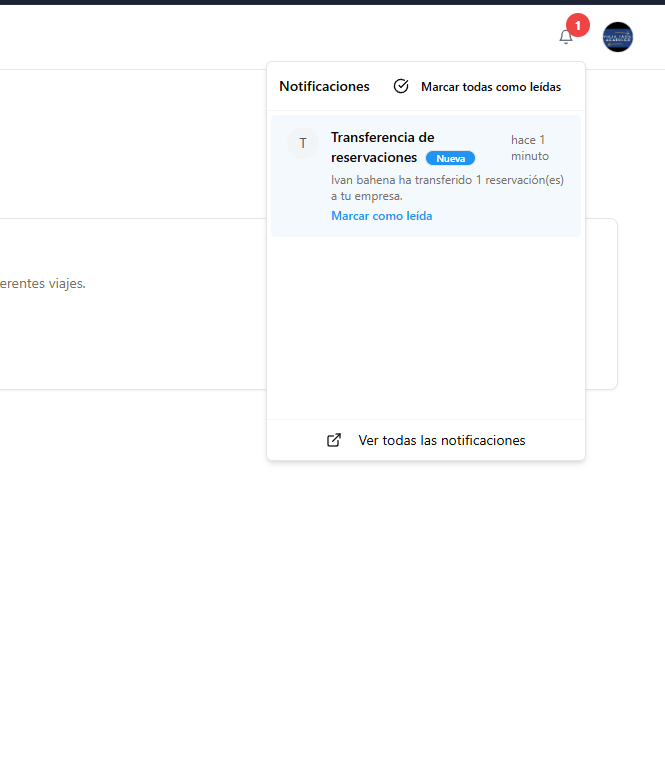 1
Notificaciones Marcar todas como leídas
T
Transferencia de
reservaciones Nueva
hace 1
minuto
Ivan bahena ha transferido 1 reservación(es)
a tu empresa.
Marcar como leída
erentes viajes.
Ver todas las notificaciones